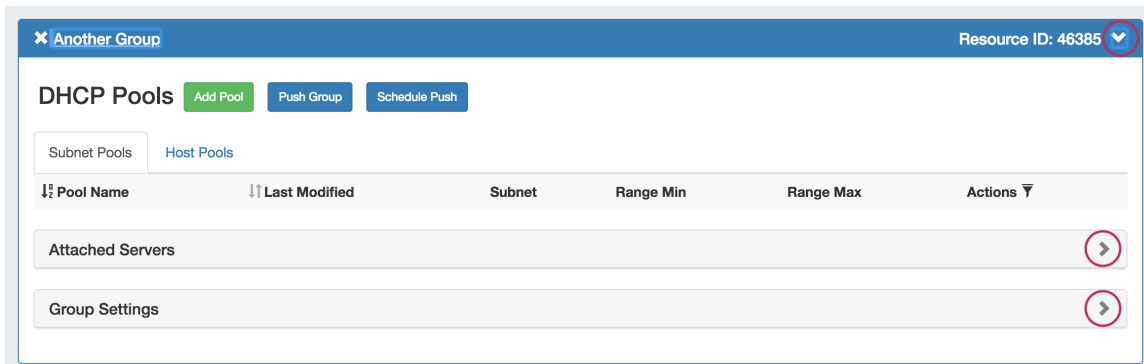 Another Group Resource ID: 46385
DHCP Pools Add Pool Push Group Schedule Push
Subnet Pools Host Pools
Pool Name Last Modified Subnet Range Min Range Max Actions
Attached Servers
Group Settings